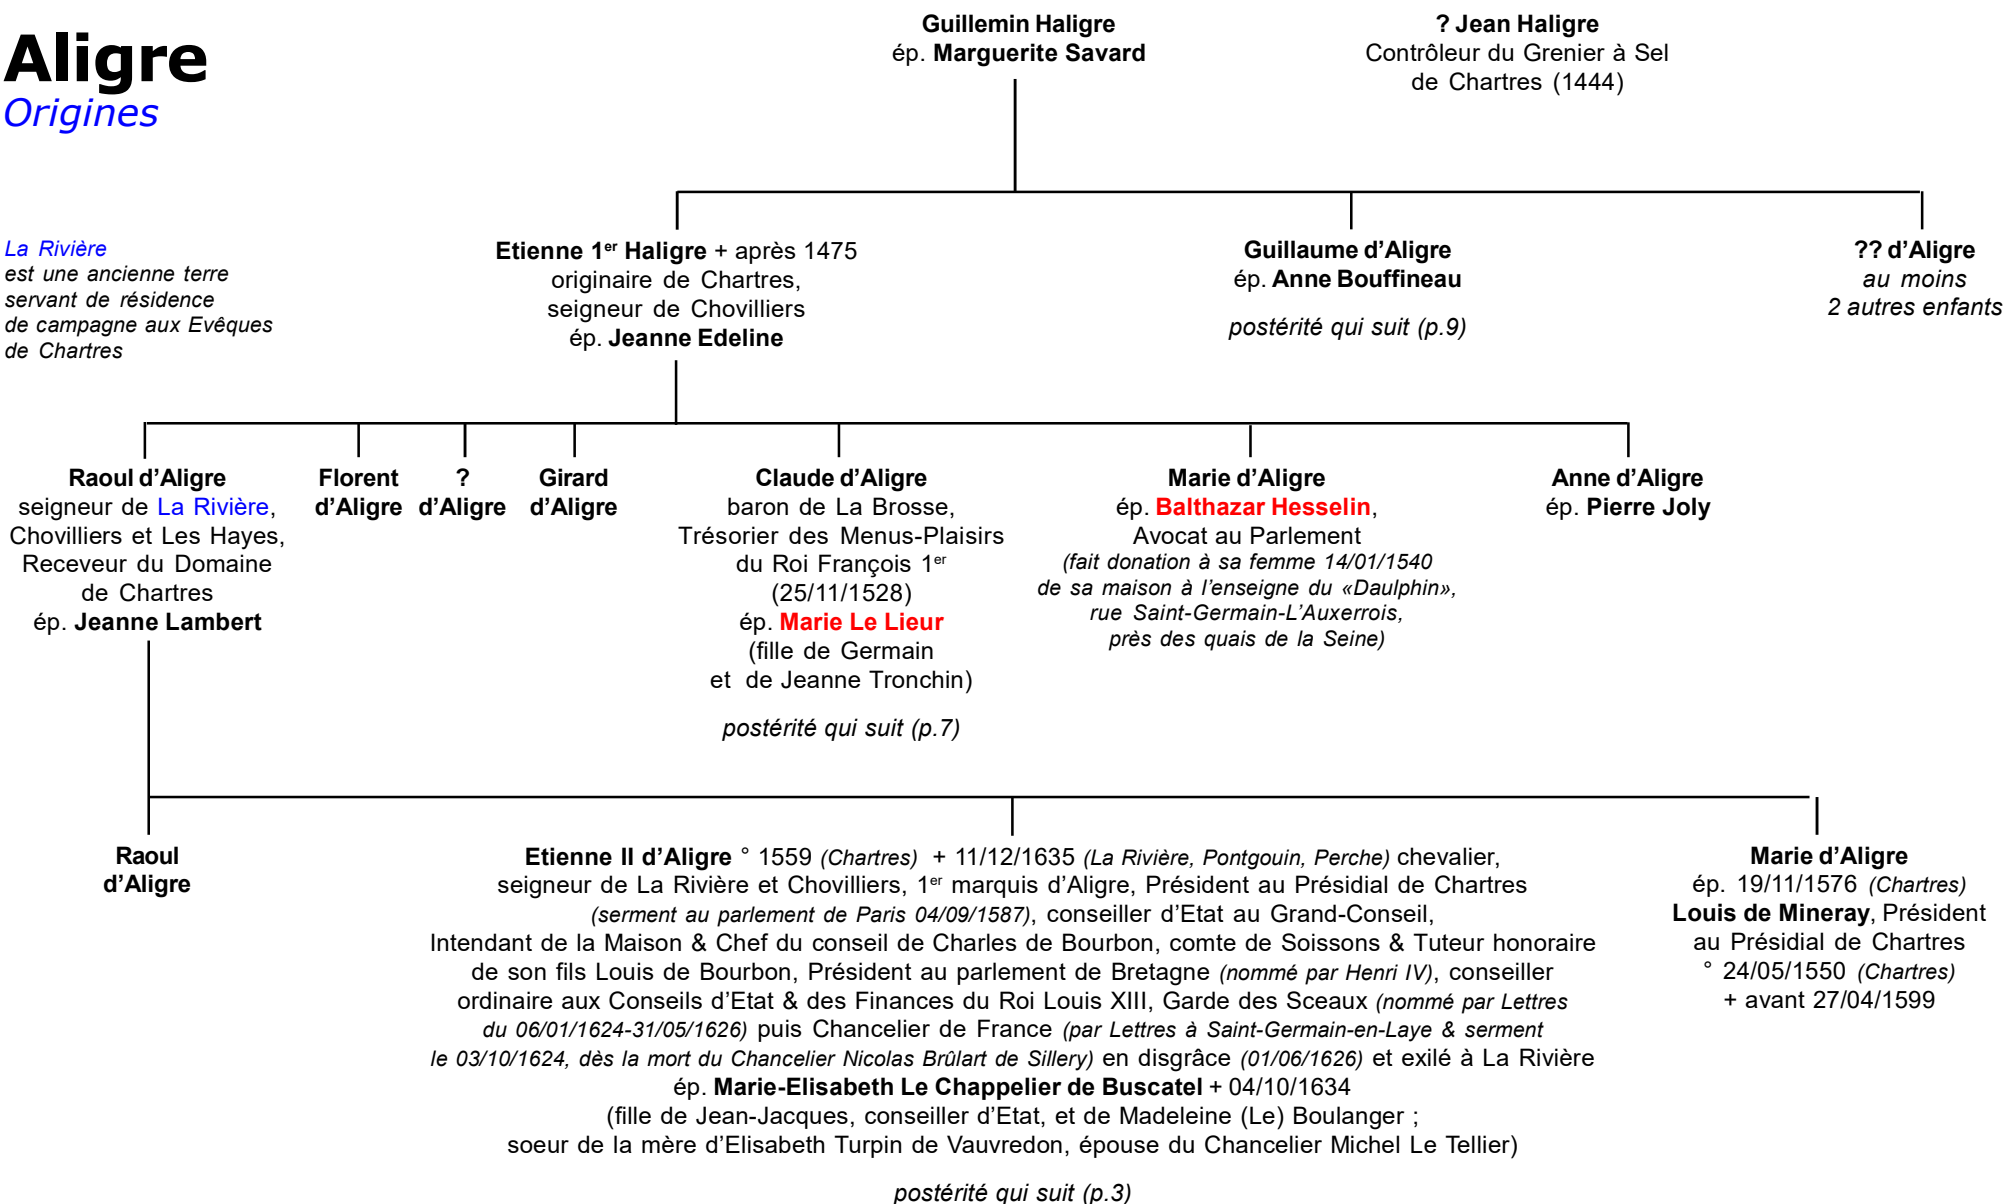 Aligre
Origines
Guillemin Haligre
ép. Marguerite Savard
? Jean Haligre
Contrôleur du Grenier à Sel
de Chartres (1444)
La Rivière
est une ancienne terre
servant de résidence
de campagne aux Evêques
de Chartres
Etienne 1er Haligre + après 1475
originaire de Chartres,
seigneur de Chovilliers
ép. Jeanne Edeline
Guillaume d’Aligre
ép. Anne Bouffineau
postérité qui suit (p.9)
?? d’Aligre
au moins
2 autres enfants
Raoul d’Aligre
seigneur de La Rivière,
Chovilliers et Les Hayes,
Receveur du Domaine
de Chartres
ép. Jeanne Lambert
Florent
d’Aligre
?
d’Aligre
Girard
d’Aligre
Claude d’Aligre
baron de La Brosse,
Trésorier des Menus-Plaisirs
du Roi François 1er
(25/11/1528)
ép. Marie Le Lieur
(fille de Germain
et de Jeanne Tronchin)
postérité qui suit (p.7)
Marie d’Aligre
ép. Balthazar Hesselin,
Avocat au Parlement
(fait donation à sa femme 14/01/1540
de sa maison à l’enseigne du «Daulphin»,
rue Saint-Germain-L’Auxerrois,
près des quais de la Seine)
Anne d’Aligre
ép. Pierre Joly
Raoul
d’Aligre
Etienne II d’Aligre ° 1559 (Chartres) + 11/12/1635 (La Rivière, Pontgouin, Perche) chevalier,
seigneur de La Rivière et Chovilliers, 1er marquis d’Aligre, Président au Présidial de Chartres
(serment au parlement de Paris 04/09/1587), conseiller d’Etat au Grand-Conseil,
Intendant de la Maison & Chef du conseil de Charles de Bourbon, comte de Soissons & Tuteur honoraire
de son fils Louis de Bourbon, Président au parlement de Bretagne (nommé par Henri IV), conseiller
ordinaire aux Conseils d’Etat & des Finances du Roi Louis XIII, Garde des Sceaux (nommé par Lettres
du 06/01/1624-31/05/1626) puis Chancelier de France (par Lettres à Saint-Germain-en-Laye & serment
le 03/10/1624, dès la mort du Chancelier Nicolas Brûlart de Sillery) en disgrâce (01/06/1626) et exilé à La Rivière
ép. Marie-Elisabeth Le Chappelier de Buscatel + 04/10/1634
(fille de Jean-Jacques, conseiller d’Etat, et de Madeleine (Le) Boulanger ;
soeur de la mère d’Elisabeth Turpin de Vauvredon, épouse du Chancelier Michel Le Tellier)
postérité qui suit (p.3)
Marie d’Aligre
ép. 19/11/1576 (Chartres)
Louis de Mineray, Président
au Présidial de Chartres
° 24/05/1550 (Chartres)
+ avant 27/04/1599